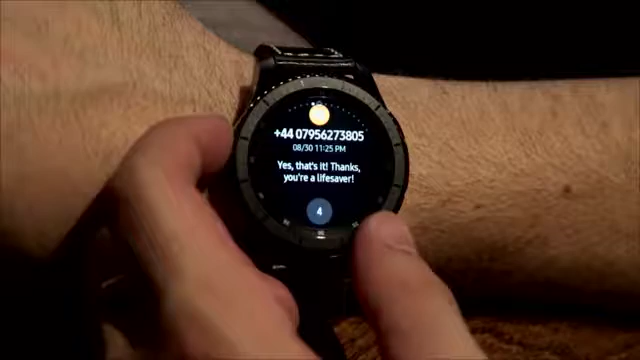 +44 07956273805
08/30 11:25 PM
Yes, that's it! Thanks,
you're a lifesaver!
4